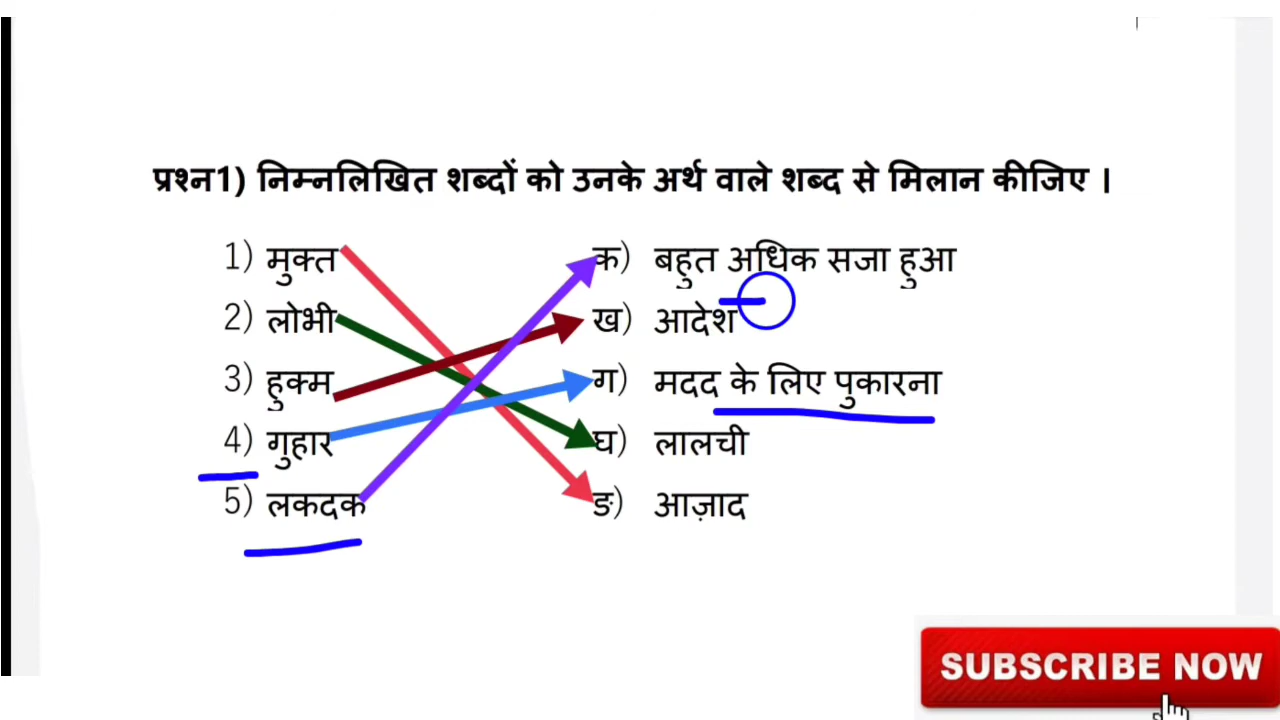 प्रश्न1) निम्नलिखित शब्दों को उनके अर्थ वाले शब्द से मिलान कीजिए ।
1) मुक्त क) बहुत अधिक सजा हुआ
2) लोभी ख) आदेश
3) हुक्म ग) मदद के लिए पुकारना
4) गुहार घ) लालची
5) लकदक ङ) आज़ाद
SUBSCRIBE NOW